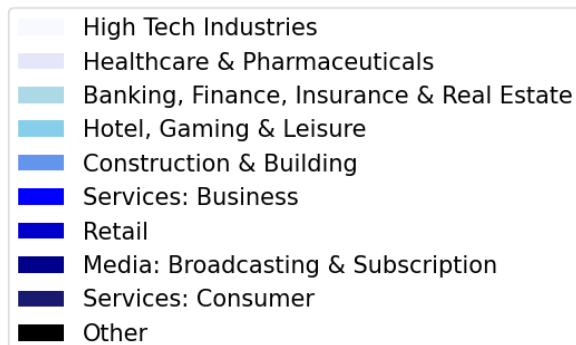 High Tech Industries
Healthcare & Pharmaceuticals
Banking, Finance, Insurance & Real Estate
Hotel, Gaming & Leisure
Construction & Building
Services: Business
Retail
Media: Broadcasting & Subscription
Services: Consumer
Other